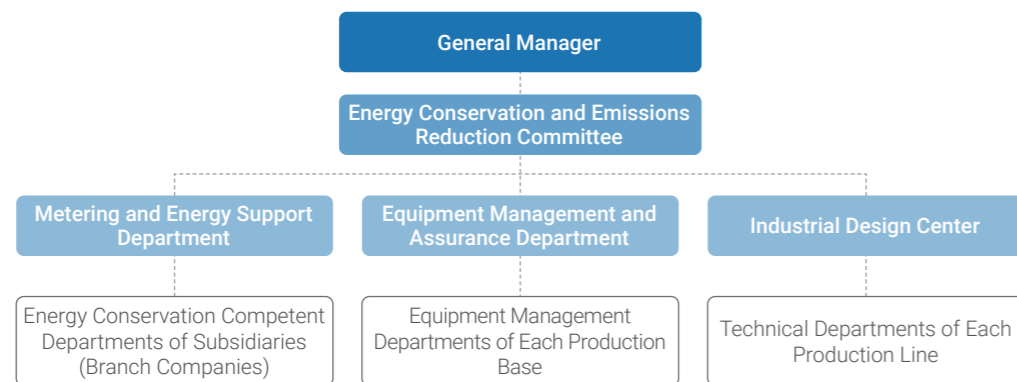 General Manager
Energy Conservation and Emissions
Reduction Committee
Metering and Energy Support
Department
Equipment Management and
Assurance Department
Industrial Design Center
Energy Conservation Competent
Departments of Subsidiaries
(Branch Companies)
Equipment Management
Departments of Each Production
Base
Technical Departments of Each
Production Line